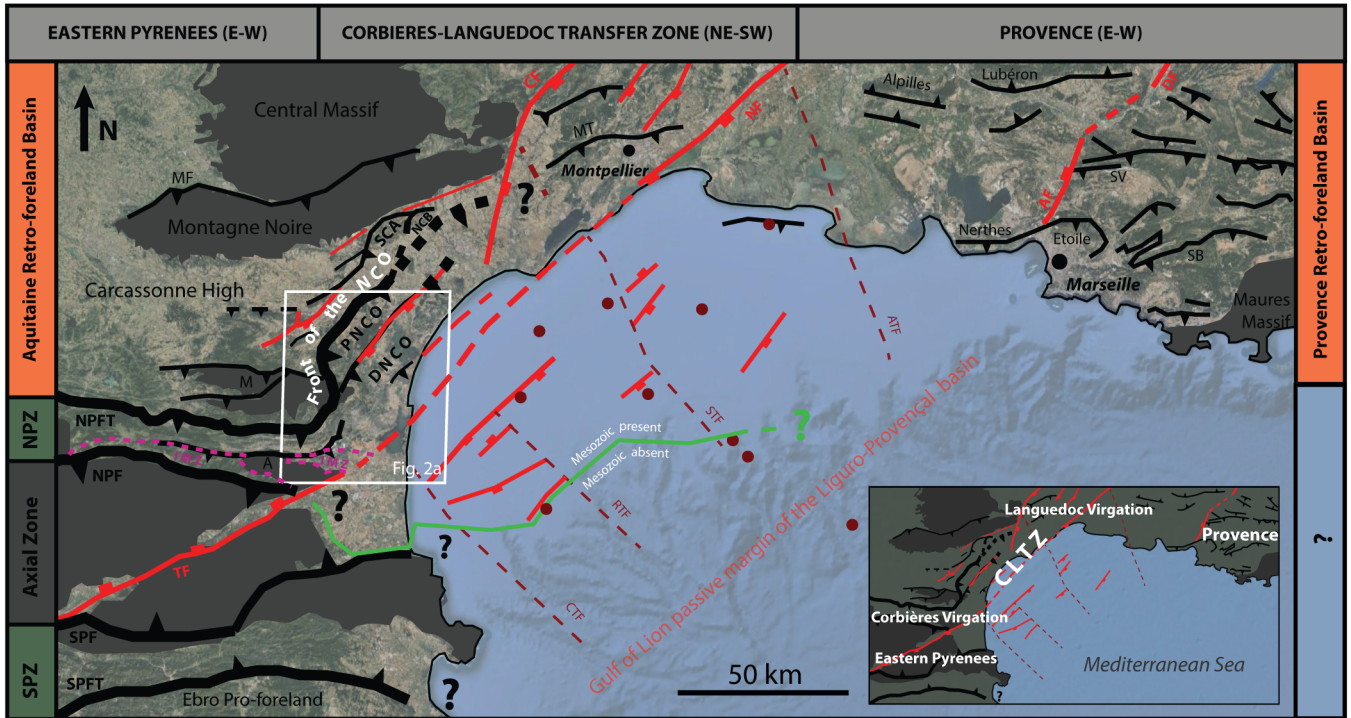 EASTERN PYRENEES (E-W)
CORBIERES-LANGUEDOC TRANSFER ZONE (NE-SW)
PROVENCE (E-W)
Aquitaine Retro-foreland Basin
NPZ
Axial Zone
SPZ
Provence Retro-foreland Basin
?
N
Central Massif
MF
Montagne Noire
Carcassonne High
SCA
NCB
Front of the NCO
PNCO
DNCO
M
NPFT
IMZ
A
IMZ
NPF
TF
SPF
SPFT
Ebro Pro-foreland
Fig. 2a
?
?
?
?
CF
MT
Montpellier
NF
Alpilles
Lubéron
DF
AF
SV
Nerthes
Etoile
SB
Marseille
Maures
Massif
ATF
STF
RTF
CTF
Mesozoic present
Mesozoic absent
?
Gulf of Lion passive margin of the Liguro-Provençal basin
50 km
Languedoc Virgation
Provence
CLTZ
Corbières Virgation
Eastern Pyrenees
Mediterranean Sea
?